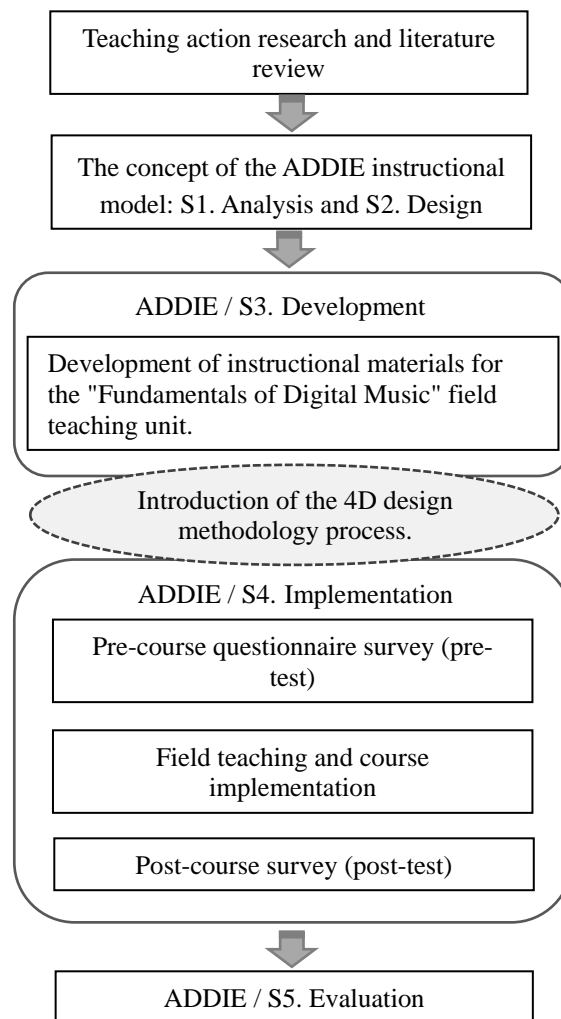 Teaching action research and literature
review
The concept of the ADDIE instructional
model: S1. Analysis and S2. Design
ADDIE / S3. Development
Development of instructional materials for
the "Fundamentals of Digital Music" field
teaching unit.
Introduction of the 4D design
methodology process.
ADDIE / S4. Implementation
Pre-course questionnaire survey (pre-
test)
Field teaching and course
implementation
Post-course survey (post-test)
ADDIE / S5. Evaluation